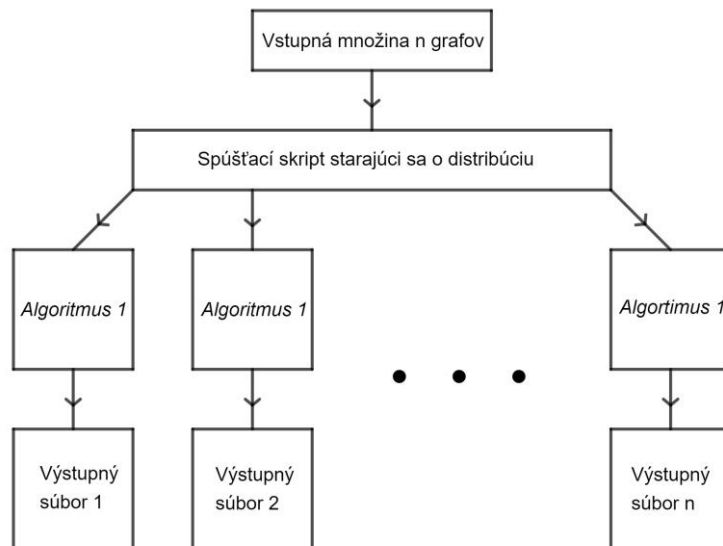 Vstupná množina n grafov
Spúšťací skript starajúci sa o distribúciu
Algoritmus 1
Algoritmus 1
Algortimus 1
Výstupný
súbor 1
Výstupný
súbor 2
Výstupný
súbor n